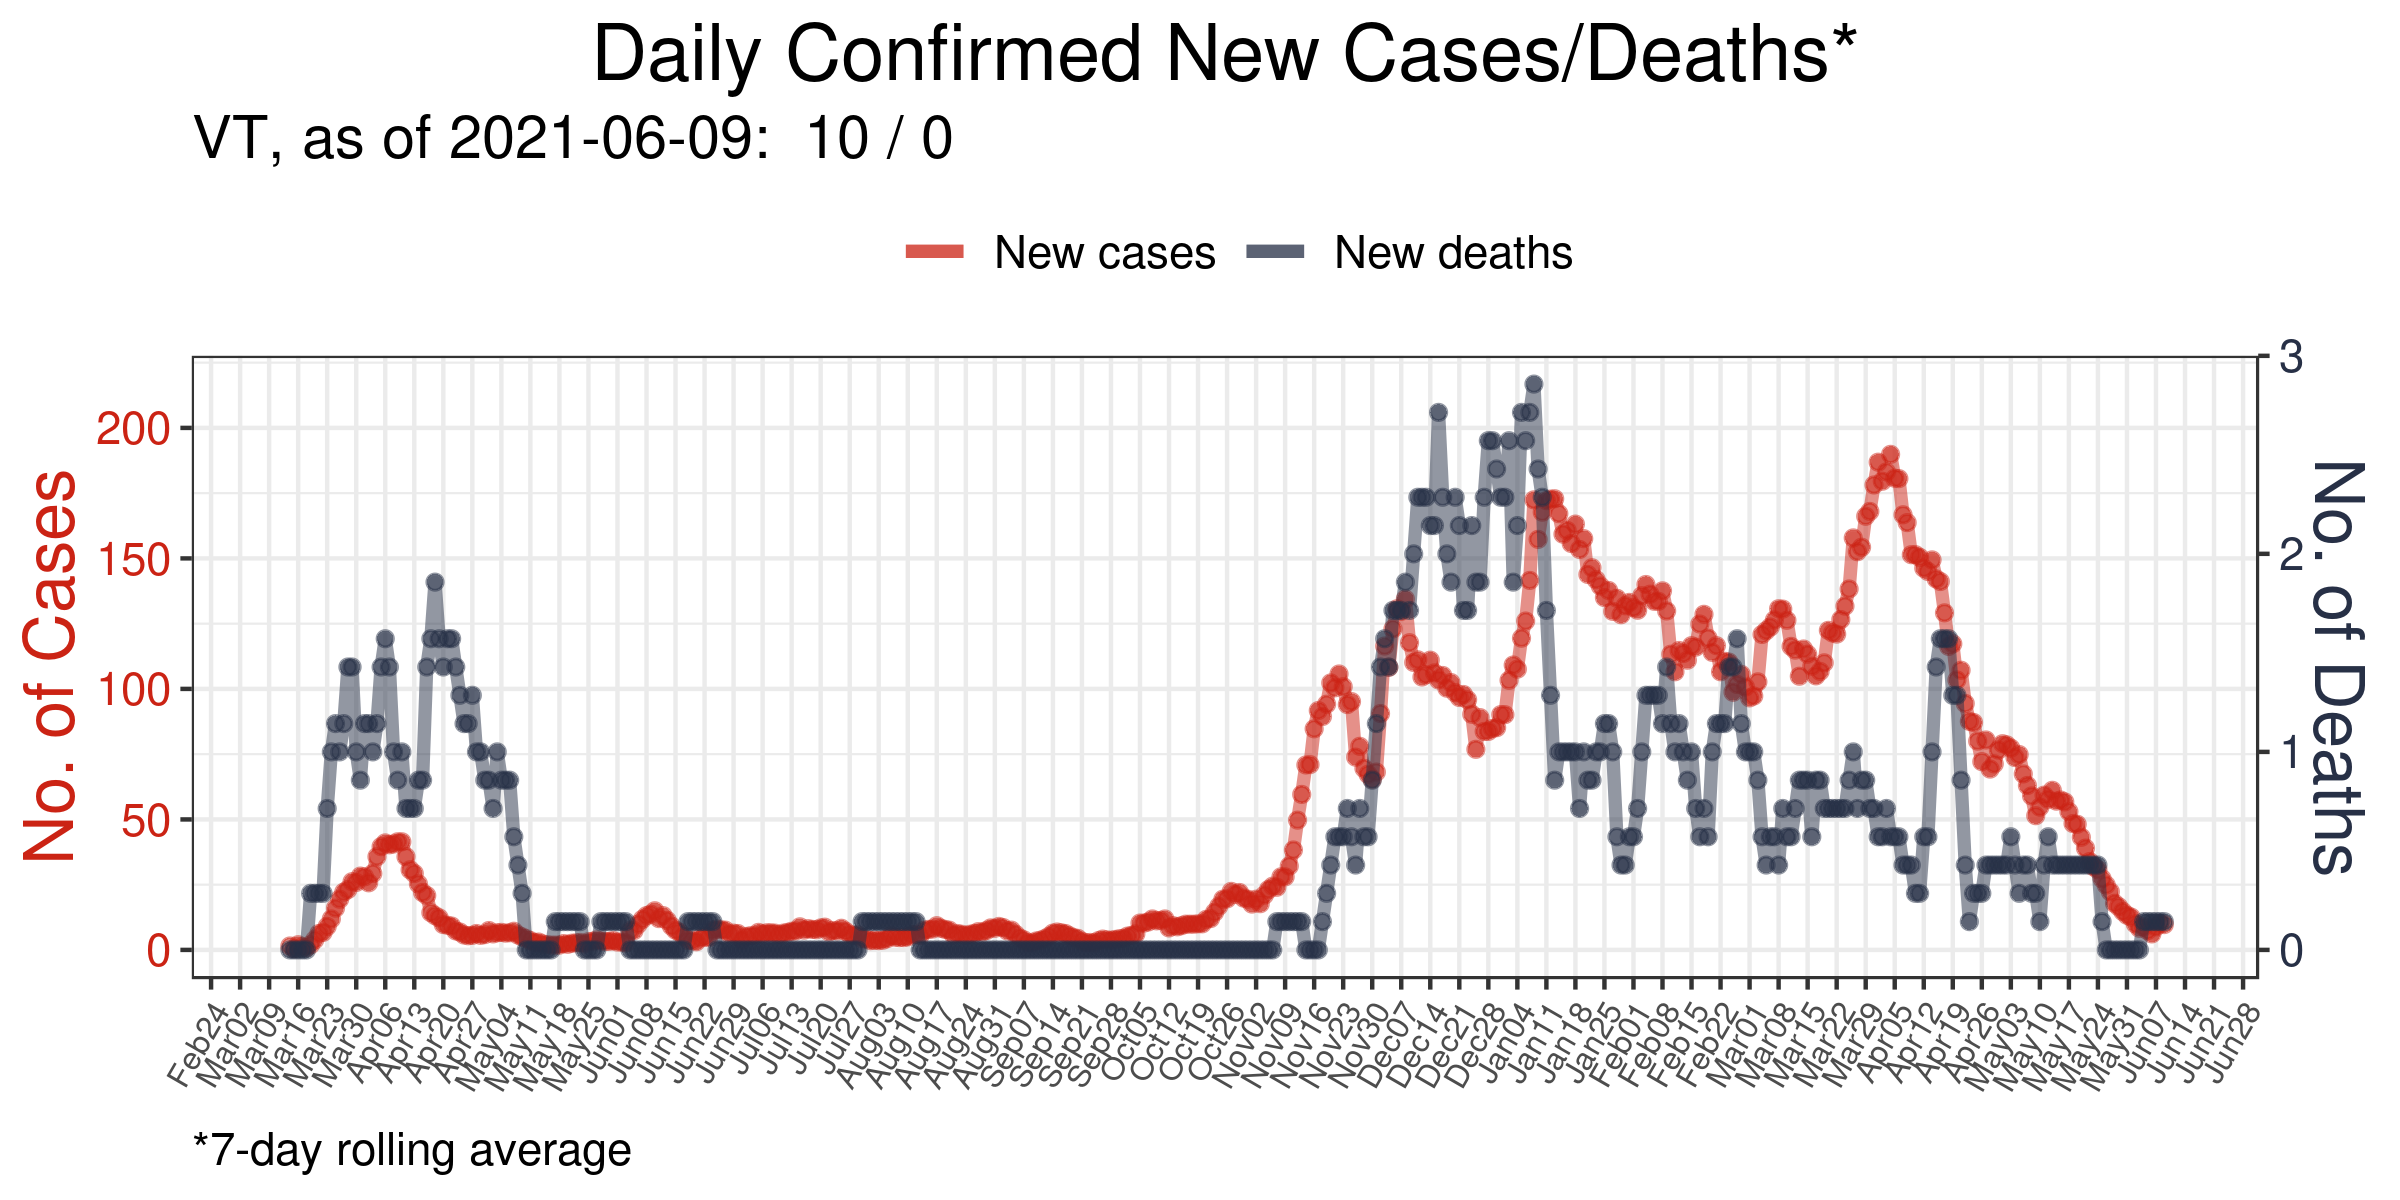 Daily Confirmed New Cases/Deaths*
VT, as of 2021-06-09:  10 / 0
New cases
New deaths
No. of Cases
200
150
100
50
0
3
2
1
0
No. of Deaths
Feb24
Mar02
Mar09
Mar16
Mar23
Mar30
Apr06
Apr13
Apr20
Apr27
May04
May11
May18
May25
Jun01
Jun08
Jun15
Jun22
Jun29
Jul06
Jul13
Jul20
Jul27
Aug03
Aug10
Aug17
Aug24
Aug31
Sep07
Sep14
Sep21
Sep28
Oct05
Oct12
Oct19
Oct26
Nov02
Nov09
Nov16
Nov23
Nov30
Dec07
Dec14
Dec21
Dec28
Jan04
Jan11
Jan18
Jan25
Feb01
Feb08
Feb15
Feb22
Mar01
Mar08
Mar15
Mar22
Mar29
Apr05
Apr12
Apr19
Apr26
May03
May10
May17
May24
May31
Jun07
Jun14
Jun21
Jun28
*7-day rolling average